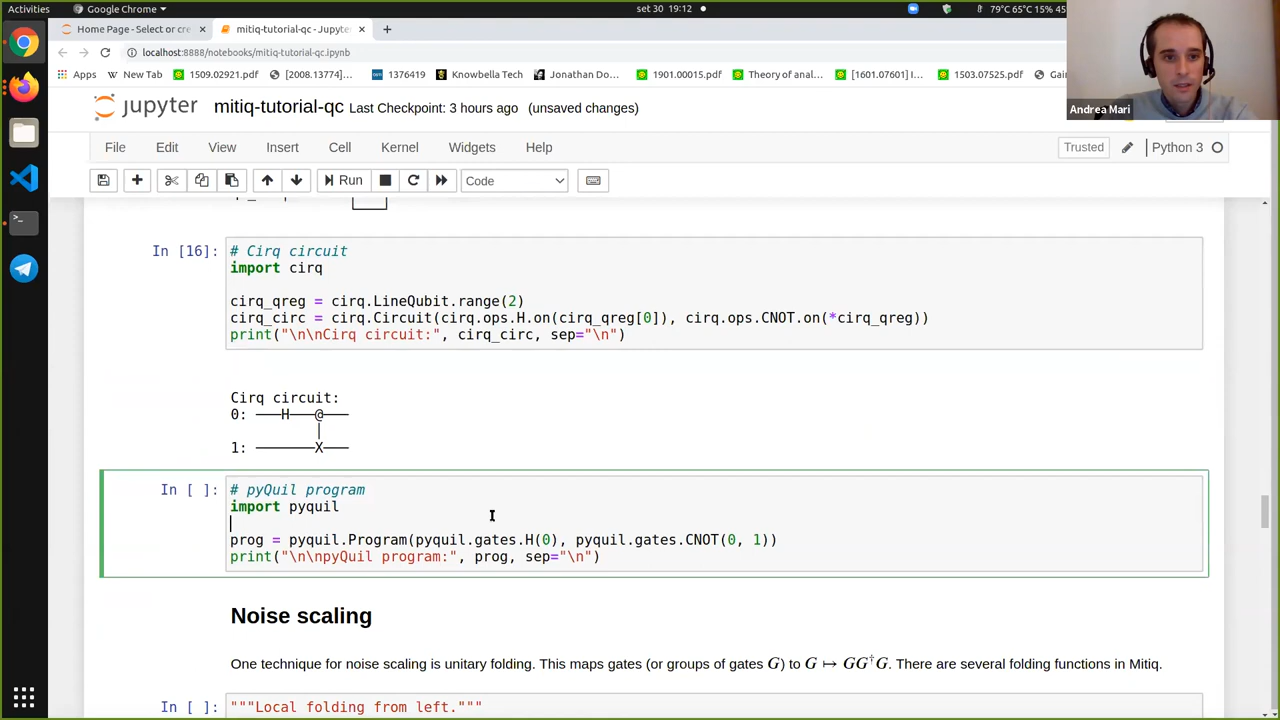 Activities
Google Chrome
set 30 19:12
79°C 65°C 15% 45
Home Page - Select or cre
mitiq-tutorial-qc - Jupyte
localhost:8888/notebooks/mitiq-tutorial-qc.ipynb
Apps
New Tab
1509.02921.pdf
[2008.13774]...
1376419
Knowbella Tech
Jonathan Do...
1901.00015.pdf
Theory of anal...
[1601.07601] I...
1503.07525.pdf
Gai
Andrea Mari
jupyter mitiq-tutorial-qc Last Checkpoint: 3 hours ago (unsaved changes)
File Edit View Insert Cell Kernel Widgets Help
Trusted
Python 3
Run
Code
In [16]:
# Cirq circuit
import cirq
cirq_qreg = cirq.LineQubit.range(2)
cirq_circ = cirq.Circuit(cirq.ops.H.on(cirq_qreg[0]), cirq.ops.CNOT.on(*cirq_qreg))
print("\n\nCirq circuit:", cirq_circ, sep="\n")
Cirq circuit:
0: ───H───@───
│
1: ───────X───
In [ ]:
# pyQuil program
import pyquil
prog = pyquil.Program(pyquil.gates.H(0), pyquil.gates.CNOT(0, 1))
print("\n\npyQuil program:", prog, sep="\n")
Noise scaling
One technique for noise scaling is unitary folding. This maps gates (or groups of gates G) to G ↦ GG†G. There are several folding functions in Mitiq.
In [ ]:
"""Local folding from left."""